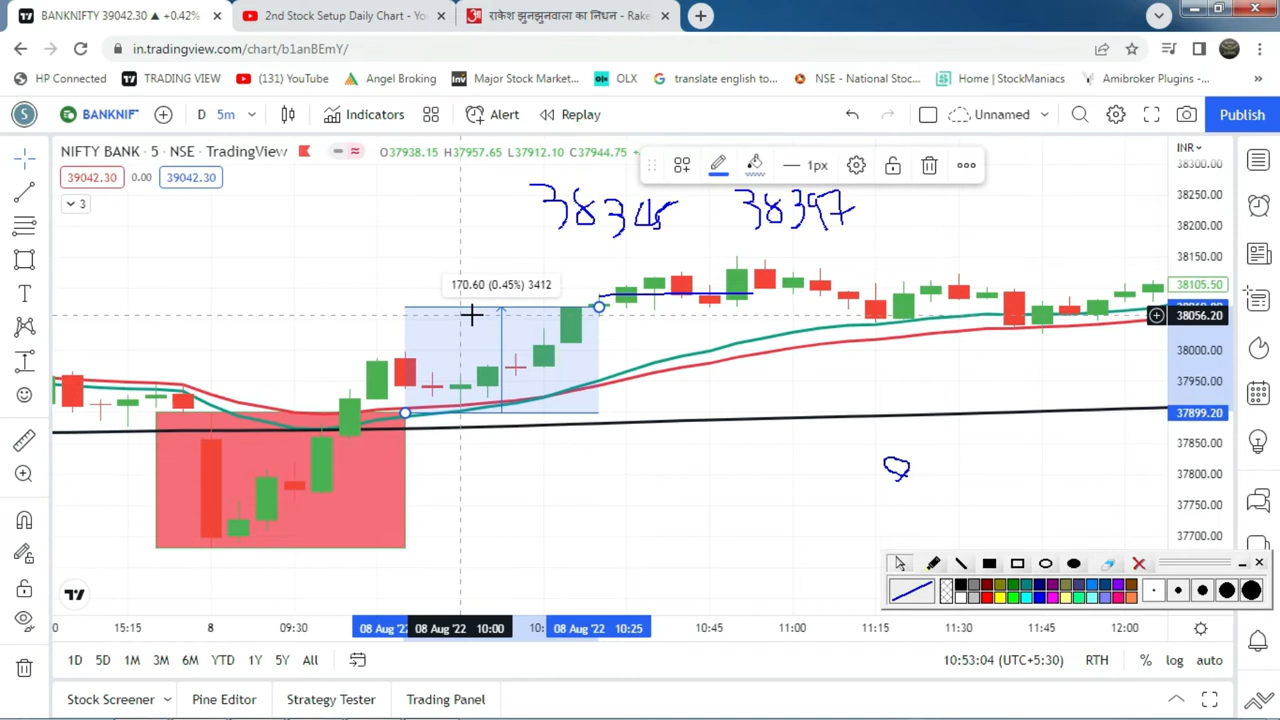 BANKNIFTY 39042.30 ▲ +0.42%
2nd Stock Setup Daily Chart - You
राकेश झुनझुनवाला का निधन - Rake
in.tradingview.com/chart/b1anBEmY/
HP Connected
TRADING VIEW
(131) YouTube
Angel Broking
Major Stock Market...
OLX
translate english to...
NSE - National Stoc...
Home | StockManiacs
Amibroker Plugins -...
S BANKNIF D 5m Indicators Alert Replay Unnamed Publish
NIFTY BANK · 5 · NSE · TradingView O37938.15 H37957.65 L37912.10 C37944.75
INR
39042.30 0.00 39042.30
3
1px
38345 38397
38300.00
38250.00
38200.00
38150.00
38105.50
38056.20
38000.00
37950.00
37899.20
37850.00
37800.00
37750.00
37700.00
170.60 (0.45%) 3412
15:15 8 09:30 08 Aug '22 08 Aug '22 10:00 10: 08 Aug '22 10:25 10:45 11:00 11:15 11:30 11:45 12:00
1D 5D 1M 3M 6M YTD 1Y 5Y All 10:53:04 (UTC+5:30) RTH % log auto
Stock Screener Pine Editor Strategy Tester Trading Panel